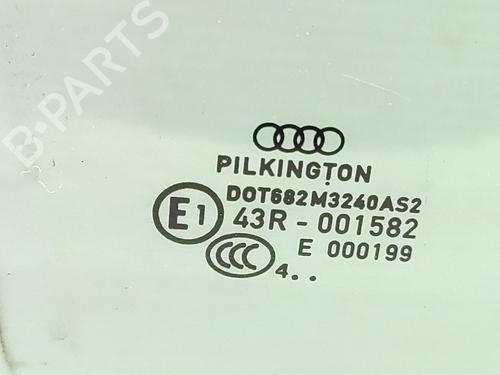 B-PARTS
PILKINGTON
DOT682M3240AS2
E1 43R - 001582
E 000199
CCC
4..